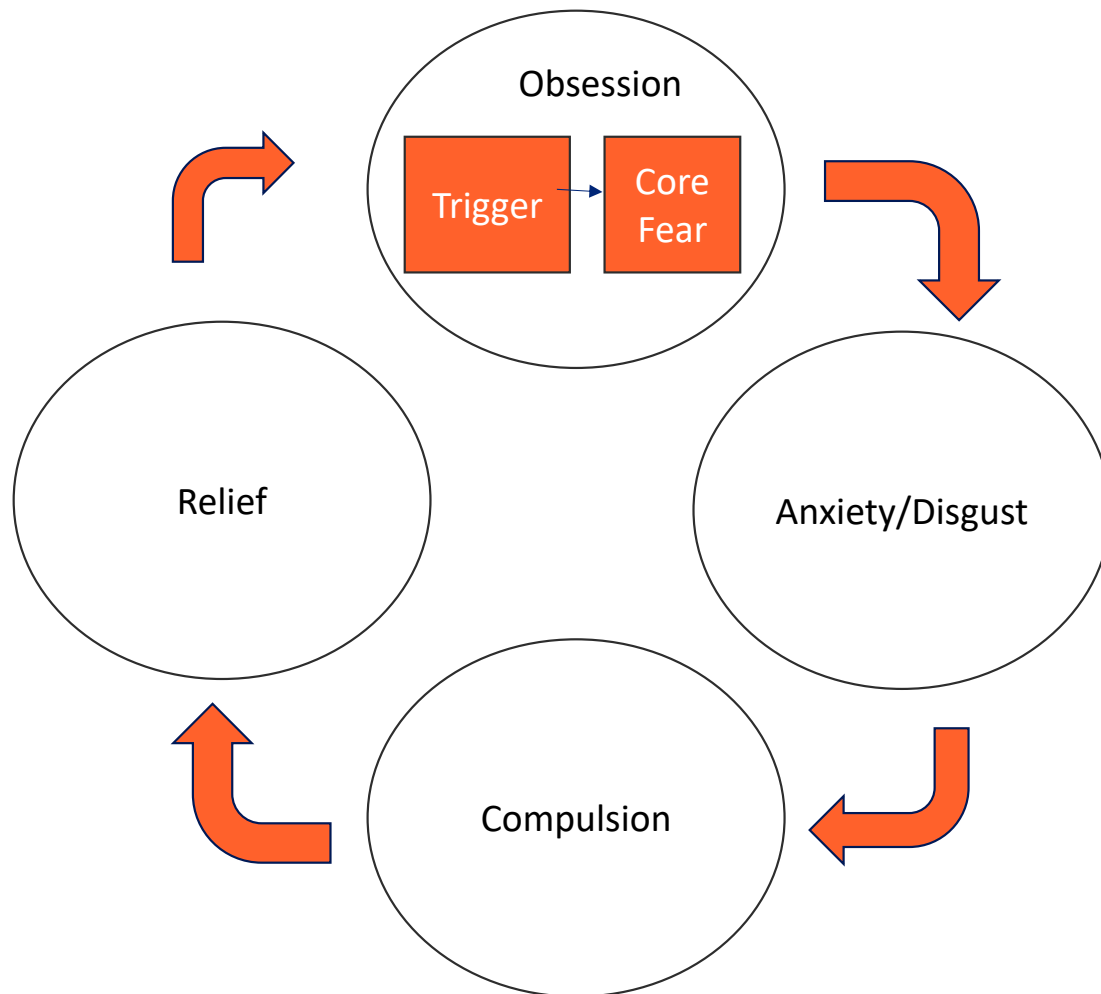 Obsession
Trigger
Core
Fear
Relief
Anxiety/Disgust
Compulsion